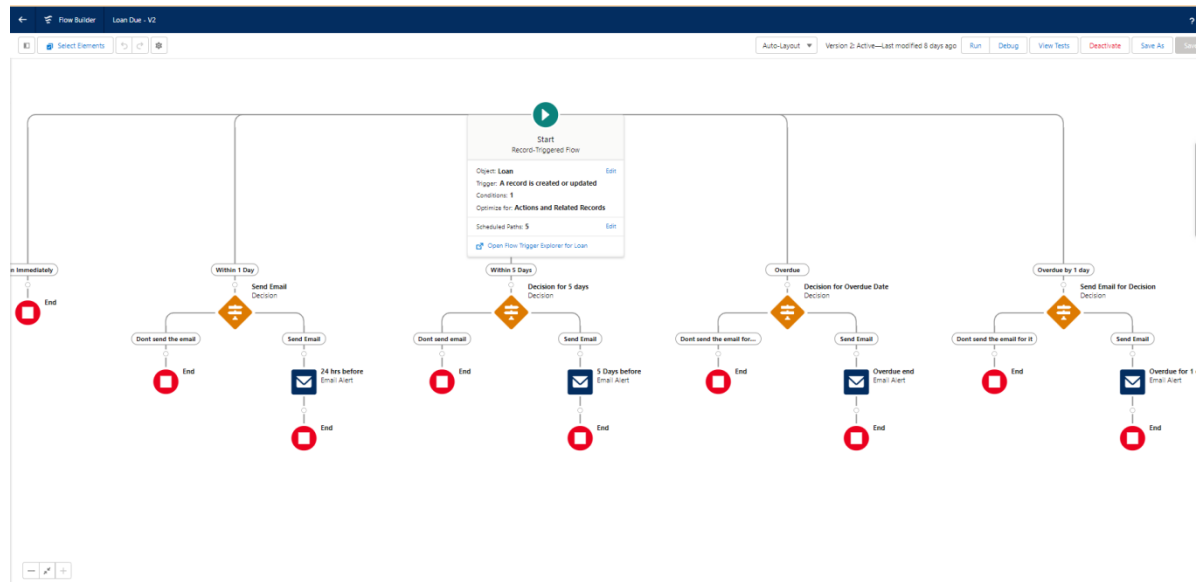 Flow Builder Loan Due - V2 ?
Select Elements Auto-Layout Version 2: Active—Last modified 8 days ago Run Debug View Tests Deactivate Save As Save
Start
Record-Triggered Flow
Object: Loan Edit
Trigger: A record is created or updated
Conditions: 1
Optimize for: Actions and Related Records
Scheduled Paths: 5 Edit
Open Flow Trigger Explorer for Loan
n Immediately Within 1 Day Within 5 Days Overdue Overdue by 1 day
End
Send Email
Decision
Decision for 5 days
Decision
Decision for Overdue Date
Decision
Send Email for Decision
Decision
Dont send the email Send Email Dont send email Send Email Dont send the email for... Send Email Dont send the email for it Send Email
End
24 hrs before
Email Alert
End
5 Days before
Email Alert
End
Overdue end
Email Alert
End
Overdue for 1
Email Alert
End End End End